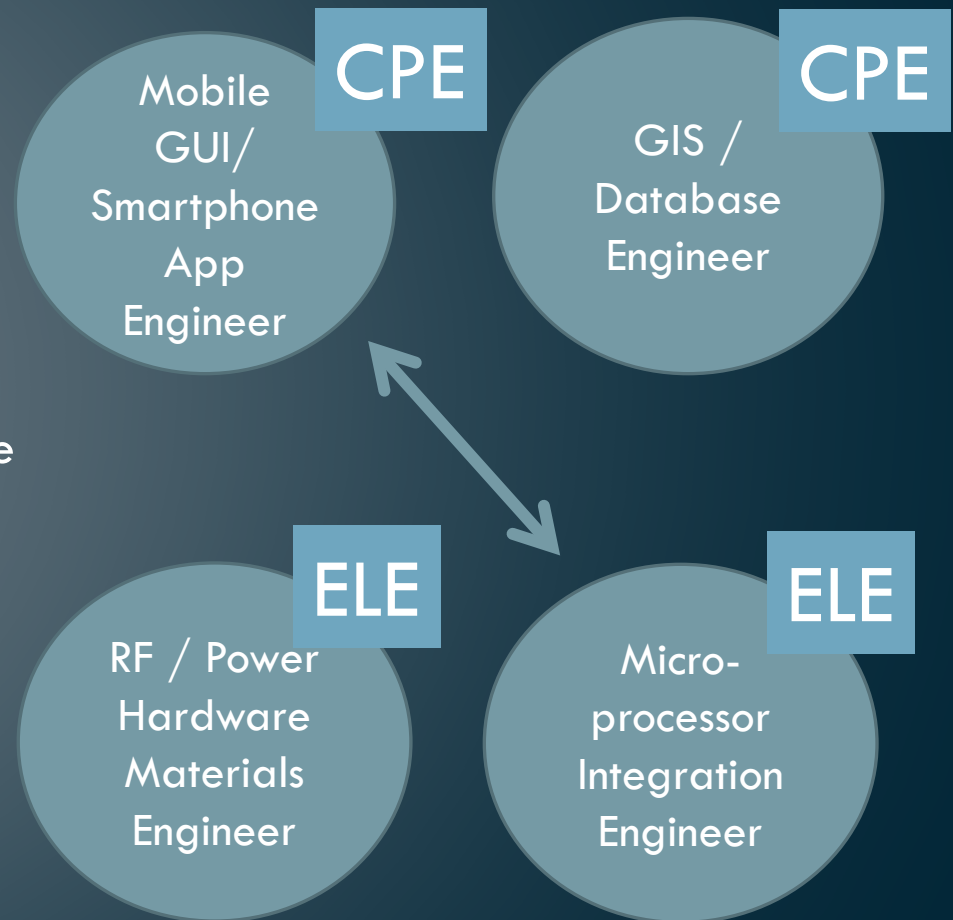 CPE
Mobile
GUI/
Smartphone
App
Engineer
CPE
GIS /
Database
Engineer
e
ELE
RF / Power
Hardware
Materials
Engineer
ELE
Micro-
processor
Integration
Engineer